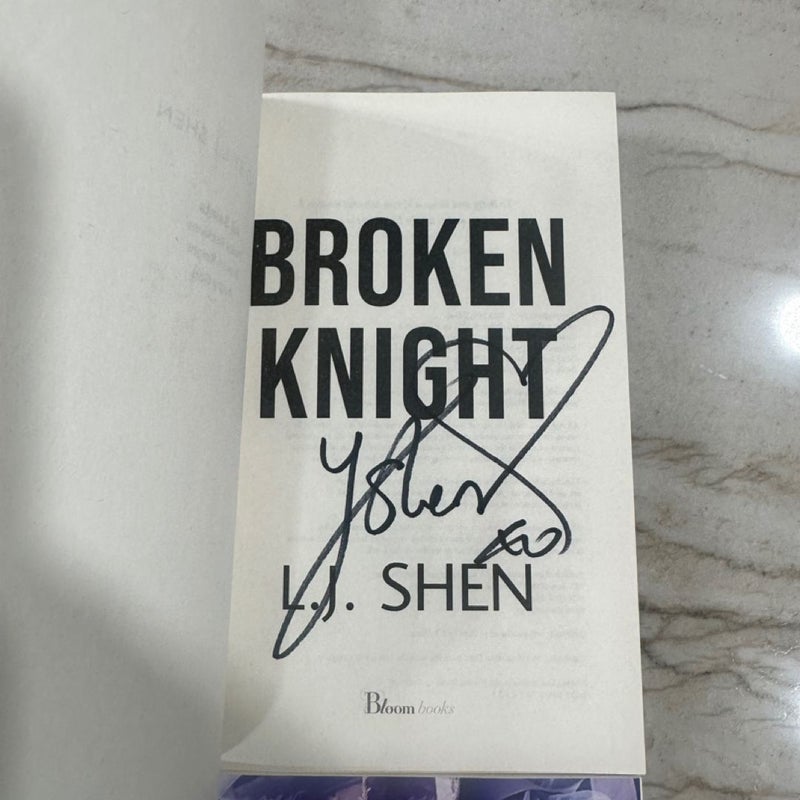 BROKEN
KNIGHT
LJShen
xo
L.J. SHEN
Bloom books